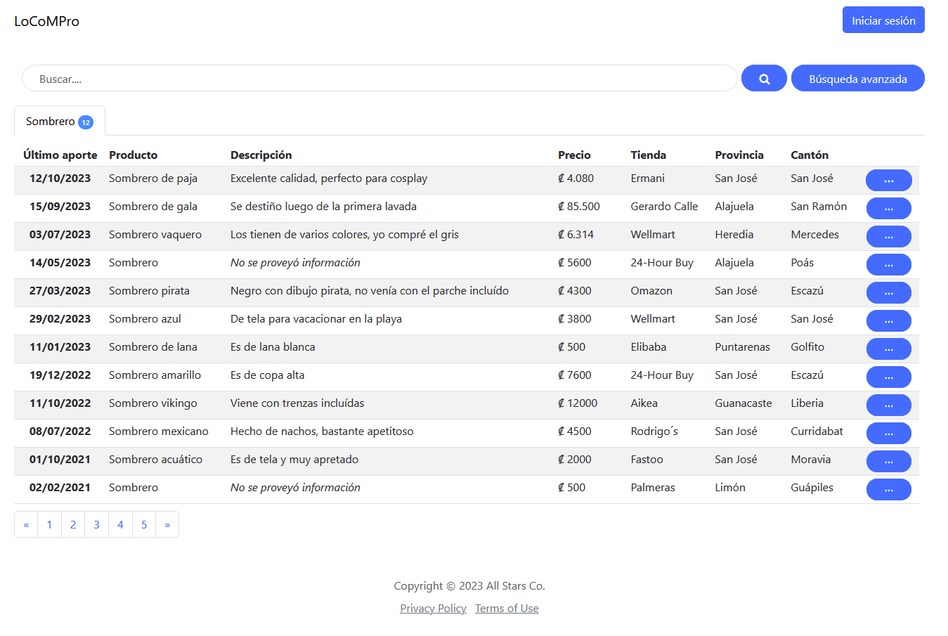 LoCoMPro
Iniciar sesión
Buscar....
Búsqueda avanzada
Sombrero 12
Último aporte Producto Descripción Precio Tienda Provincia Cantón
12/10/2023 Sombrero de paja Excelente calidad, perfecto para cosplay ₡ 4.080 Ermani San José San José ...
15/09/2023 Sombrero de gala Se destiño luego de la primera lavada ₡ 85.500 Gerardo Calle Alajuela San Ramón ...
03/07/2023 Sombrero vaquero Los tienen de varios colores, yo compré el gris ₡ 6.314 Wellmart Heredia Mercedes ...
14/05/2023 Sombrero No se proveyó información ₡ 5600 24-Hour Buy Alajuela Poás ...
27/03/2023 Sombrero pirata Negro con dibujo pirata, no venía con el parche incluído ₡ 4300 Omazon San José Escazú ...
29/02/2023 Sombrero azul De tela para vacacionar en la playa ₡ 3800 Wellmart San José San José ...
11/01/2023 Sombrero de lana Es de lana blanca ₡ 500 Elibaba Puntarenas Golfito ...
19/12/2022 Sombrero amarillo Es de copa alta ₡ 7600 24-Hour Buy San José Escazú ...
11/10/2022 Sombro vikingo Viene con trenzas incluídas ₡ 12000 Aikea Guanacaste Liberia ...
08/07/2022 Sombrero mexicano Hecho de nachos, bastante apetitoso ₡ 4500 Rodrigo´s San José Curridabat ...
01/10/2021 Sombrero acuático Es de tela y muy apretado ₡ 2000 Fastoo San José Moravia ...
02/02/2021 Sombrero No se proveyó información ₡ 500 Palmeras Limón Guápiles ...
« 1 2 3 4 5 »
Copyright © 2023 All Stars Co.
Privacy Policy Terms of Use